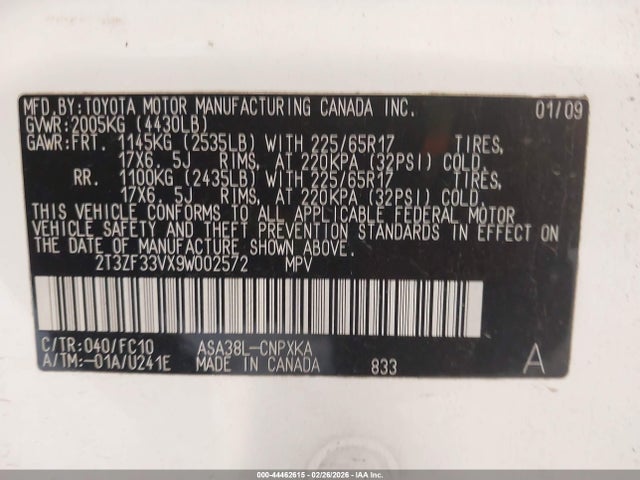 MFD.BY:TOYOTA MOTOR MANUFACTURING CANADA INC. 01/09
GVWR:2005KG (4430LB)
GAWR:FRT. 1145KG (2535LB) WITH 225/65R17 TIRES,
17X6.5J RIMS, AT 220KPA (32PSI) COLD.
RR. 1100KG (2435LB) WITH 225/65R17 TIRES,
17X6.5J RIMS, AT 220KPA (32PSI) COLD.
THIS VEHICLE CONFORMS TO ALL APPLICABLE FEDERAL MOTOR
VEHICLE SAFETY AND THEFT PREVENTION STANDARDS IN EFFECT
ON THE DATE OF MANUFACTURE SHOWN ABOVE.
2T3ZF33VX9W002572 MPV
C/TR:040/FC10 ASA38L-CNPXKA
A/TM:-01A/U241E MADE IN CANADA 833 A
000-44462615 - 02/26/2026 - IAA Inc.